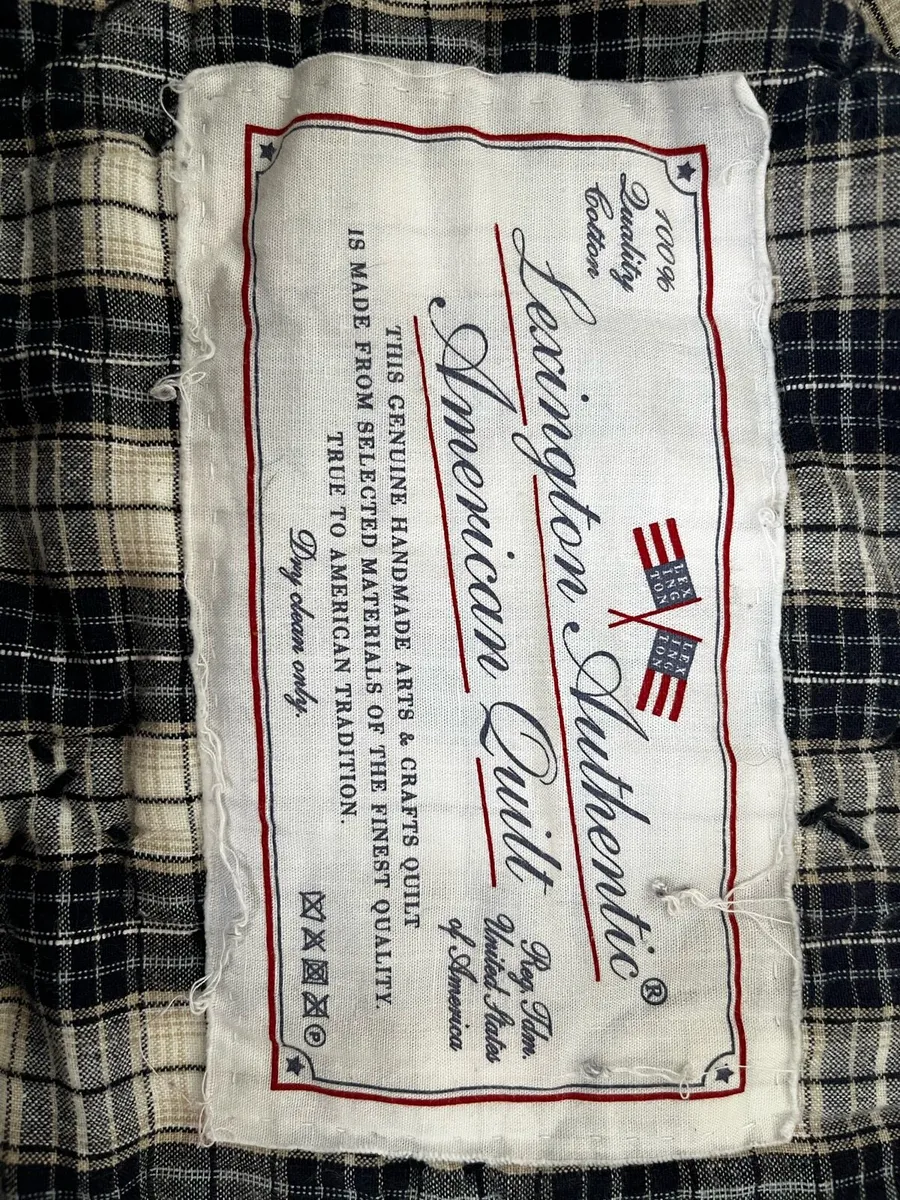 100%
Quality
Cotton
LEX
ING
TON
LEX
ING
TON
Lexington Authentic®
American Quilt
Reg. Tdm.
United States
of America
THIS GENUINE HANDMADE ARTS & CRAFTS QUILT
IS MADE FROM SELECTED MATERIALS OF THE FINEST QUALITY.
TRUE TO AMERICAN TRADITION.
Dry clean only.
P